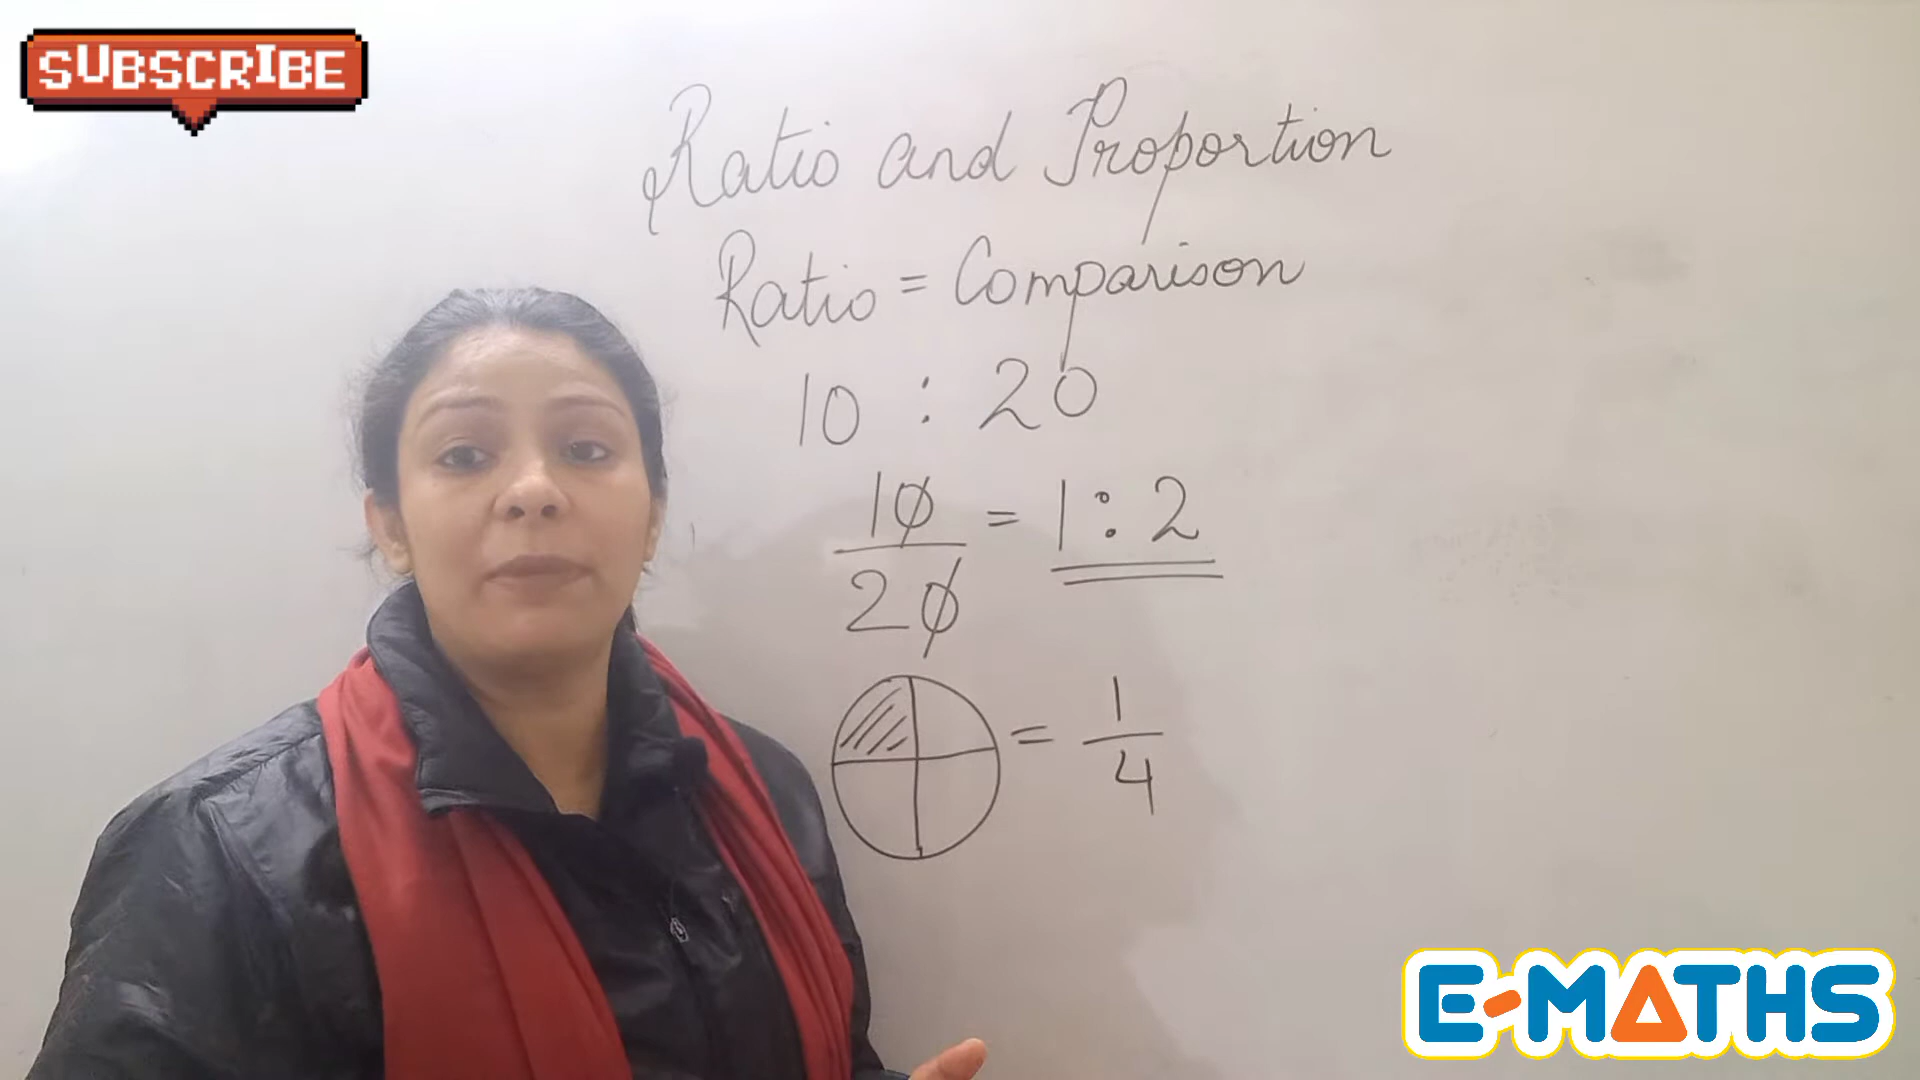 SUBSCRIBE
Ratio and Proportion
Ratio = Comparison
10 : 20
10/20 = 1 : 2
= 1/4
E-MATHS